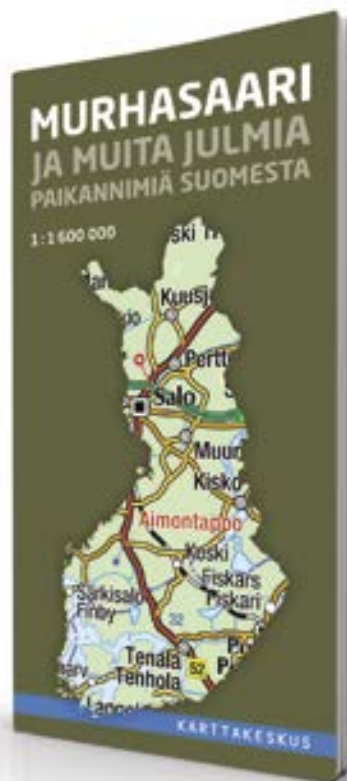 MURHASAARI
JA MUITA JULMIA
PAIKANNIMIÄ SUOMESTA
1:1 600 000
Kuusj
Pertt
Salo
Muur
Kisko
Aimontappo
Koski
Fiskars
Fiskari
Särkisalo
Finby
32
Tenala
52
Tenhola
KARTTAKESKUS